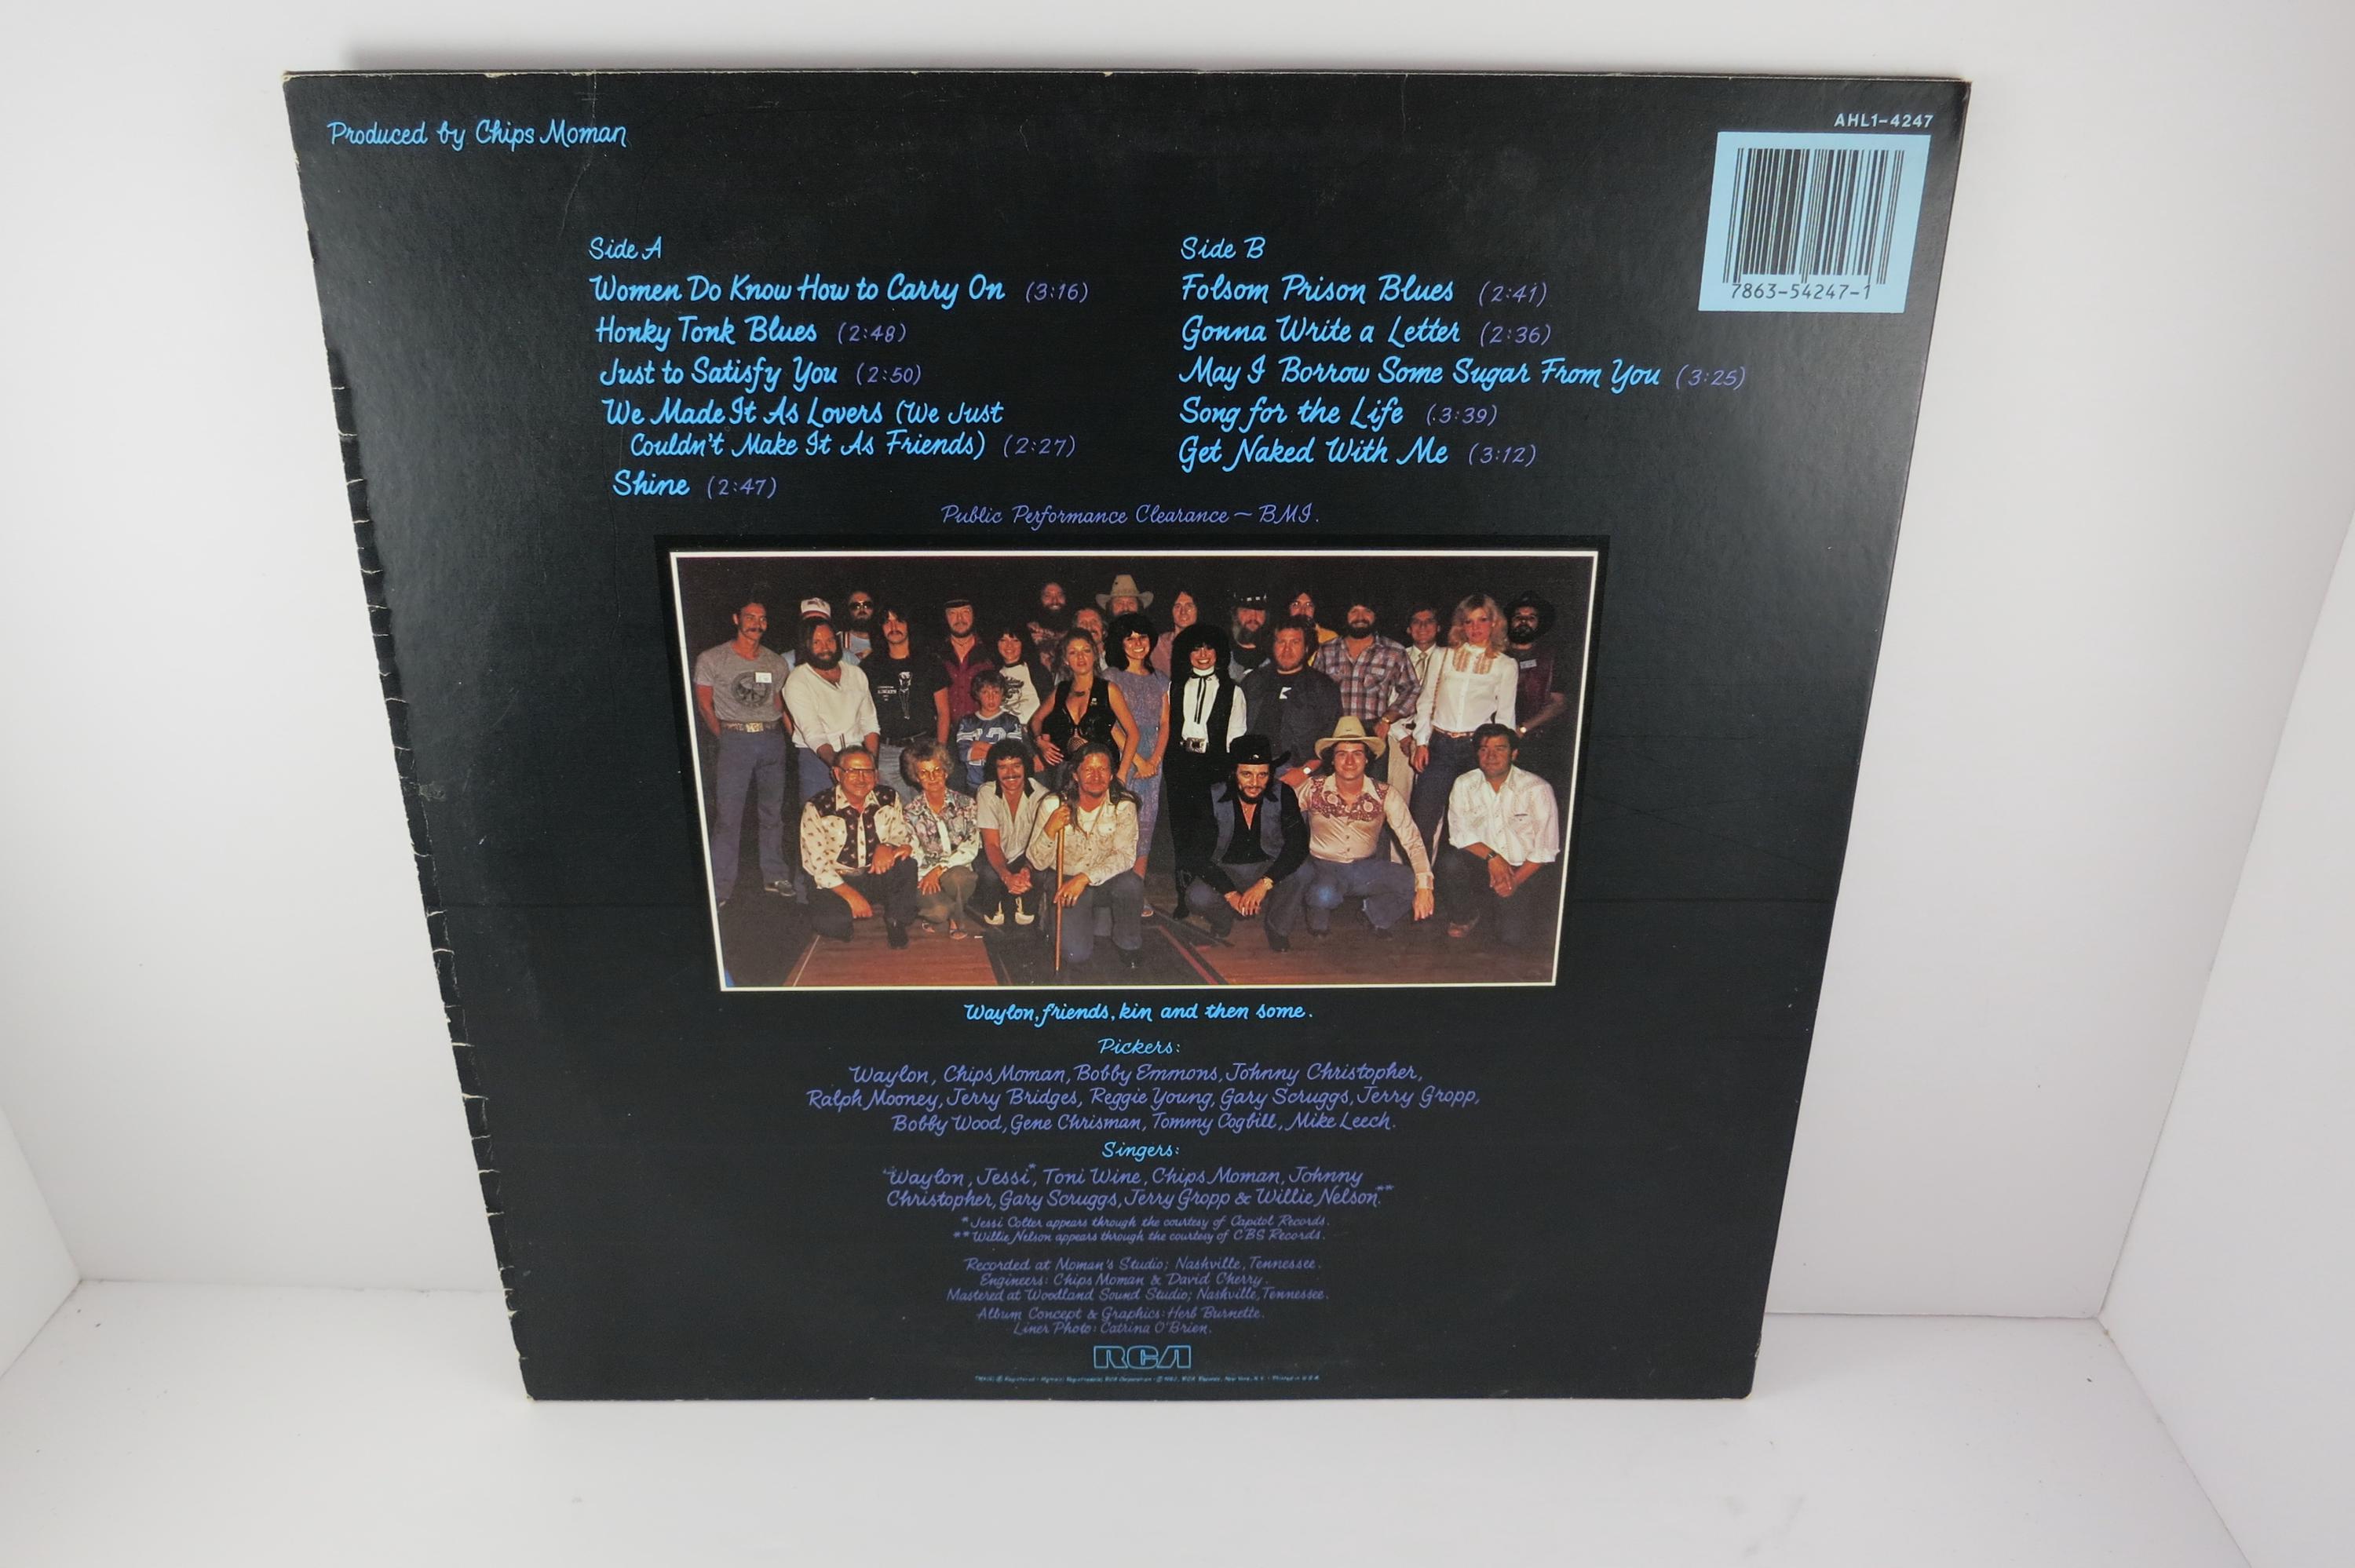 Produced by Chips Moman
AHL1-4247
7863-54247-1
Side A
Women Do Know How to Carry On (3:16)
Honky Tonk Blues (2:48)
Just to Satisfy You (2:50)
We Made It As Lovers (We Just
Couldn't Make It As Friends) (2:27)
Shine (2:47)
Side B
Folsom Prison Blues (2:41)
Gonna Write a Letter (2:36)
May I Borrow Some Sugar From You (3:25)
Song for the Life (3:39)
Get Naked With Me (3:12)
Public Performance Clearance ~ BMI.
Waylon, friends, kin and then some.
Pickers:
Waylon, Chips Moman, Bobby Emmons, Johnny Christopher,
Ralph Mooney, Jerry Bridges, Reggie Young, Gary Scruggs, Jerry Gropp,
Bobby Wood, Gene Chrisman, Tommy Cogbill, Mike Leech.
Singers:
Waylon, Jessi*, Toni Wine, Chips Moman, Johnny
Christopher, Gary Scruggs, Jerry Gropp & Willie Nelson.**
*Jessi Colter appears through the courtesy of Capitol Records.
**Willie Nelson appears through the courtesy of CBS Records.
Recorded at Moman's Studio; Nashville, Tennessee.
Engineers: Chips Moman & David Cherry.
Mastered at Woodland Sound Studio; Nashville, Tennessee.
Album Concept & Graphics: Herb Burnette.
Liner Photo: Catrina O'Brien.
RCA